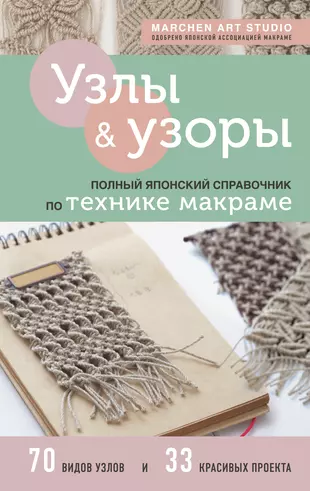 MARCHEN ART STUDIO
ОДОБРЕНО ЯПОНСКОЙ АССОЦИАЦИЕЙ МАКРАМЕ
Узлы
& узоры
ПОЛНЫЙ ЯПОНСКИЙ СПРАВОЧНИК
ПО технике макраме
70 ВИДОВ УЗЛОВ И 33 КРАСИВЫХ ПРОЕКТА